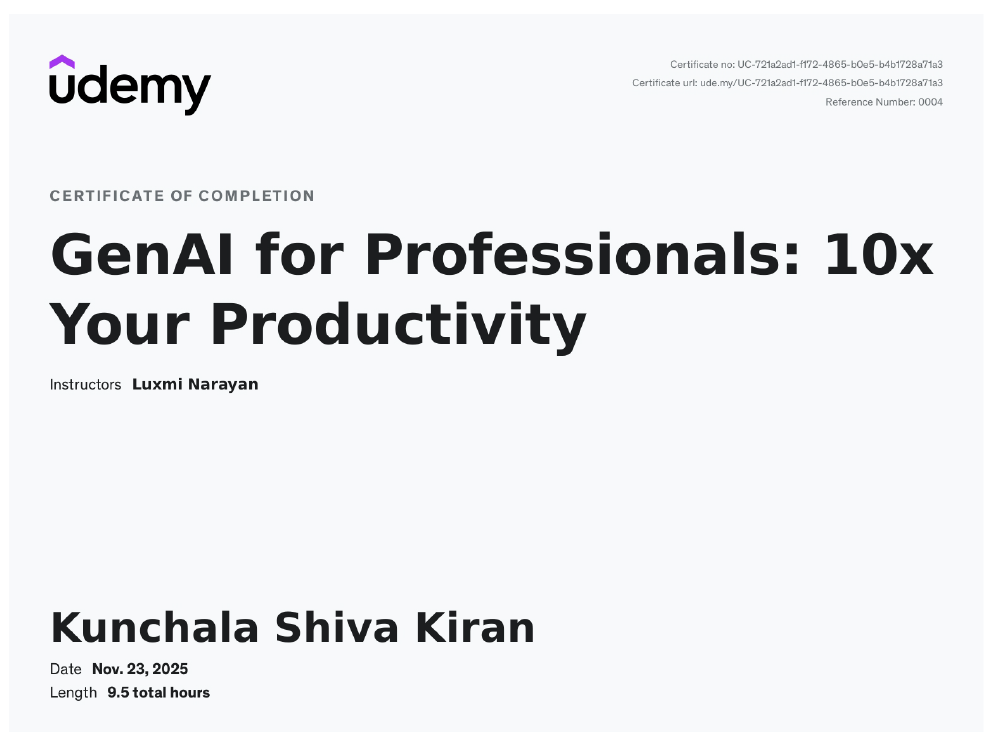 udemy
Certificate no: UC-721a2ad1-f172-4865-b0e5-b4b1728a71a3
Certificate url: ude.my/UC-721a2ad1-f172-4865-b0e5-b4b1728a71a3
Reference Number: 0004
CERTIFICATE OF COMPLETION
GenAI for Professionals: 10x
Your Productivity
Instructors Luxmi Narayan
Kunchala Shiva Kiran
Date Nov. 23, 2025
Length 9.5 total hours